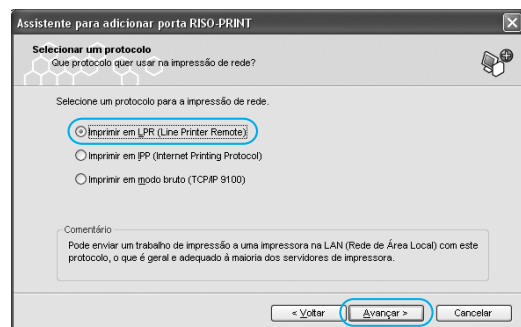 Assistente para adicionar porta RISO-PRINT
Selecionar um protocolo
Que protocolo quer usar na impressão de rede?
Selecione um protocolo para a impressão de rede.
Imprimir em LPR (Line Printer Remote)
Imprimir em IPP (Internet Printing Protocol)
Imprimir em modo bruto (TCP/IP 9100)
Comentário
Pode enviar um trabalho de impressão a uma impressora na LAN (Rede de Área Local) com este
protocolo, o que é geral e adequado à maioria dos servidores de impressora.
< Voltar Avançar > Cancelar